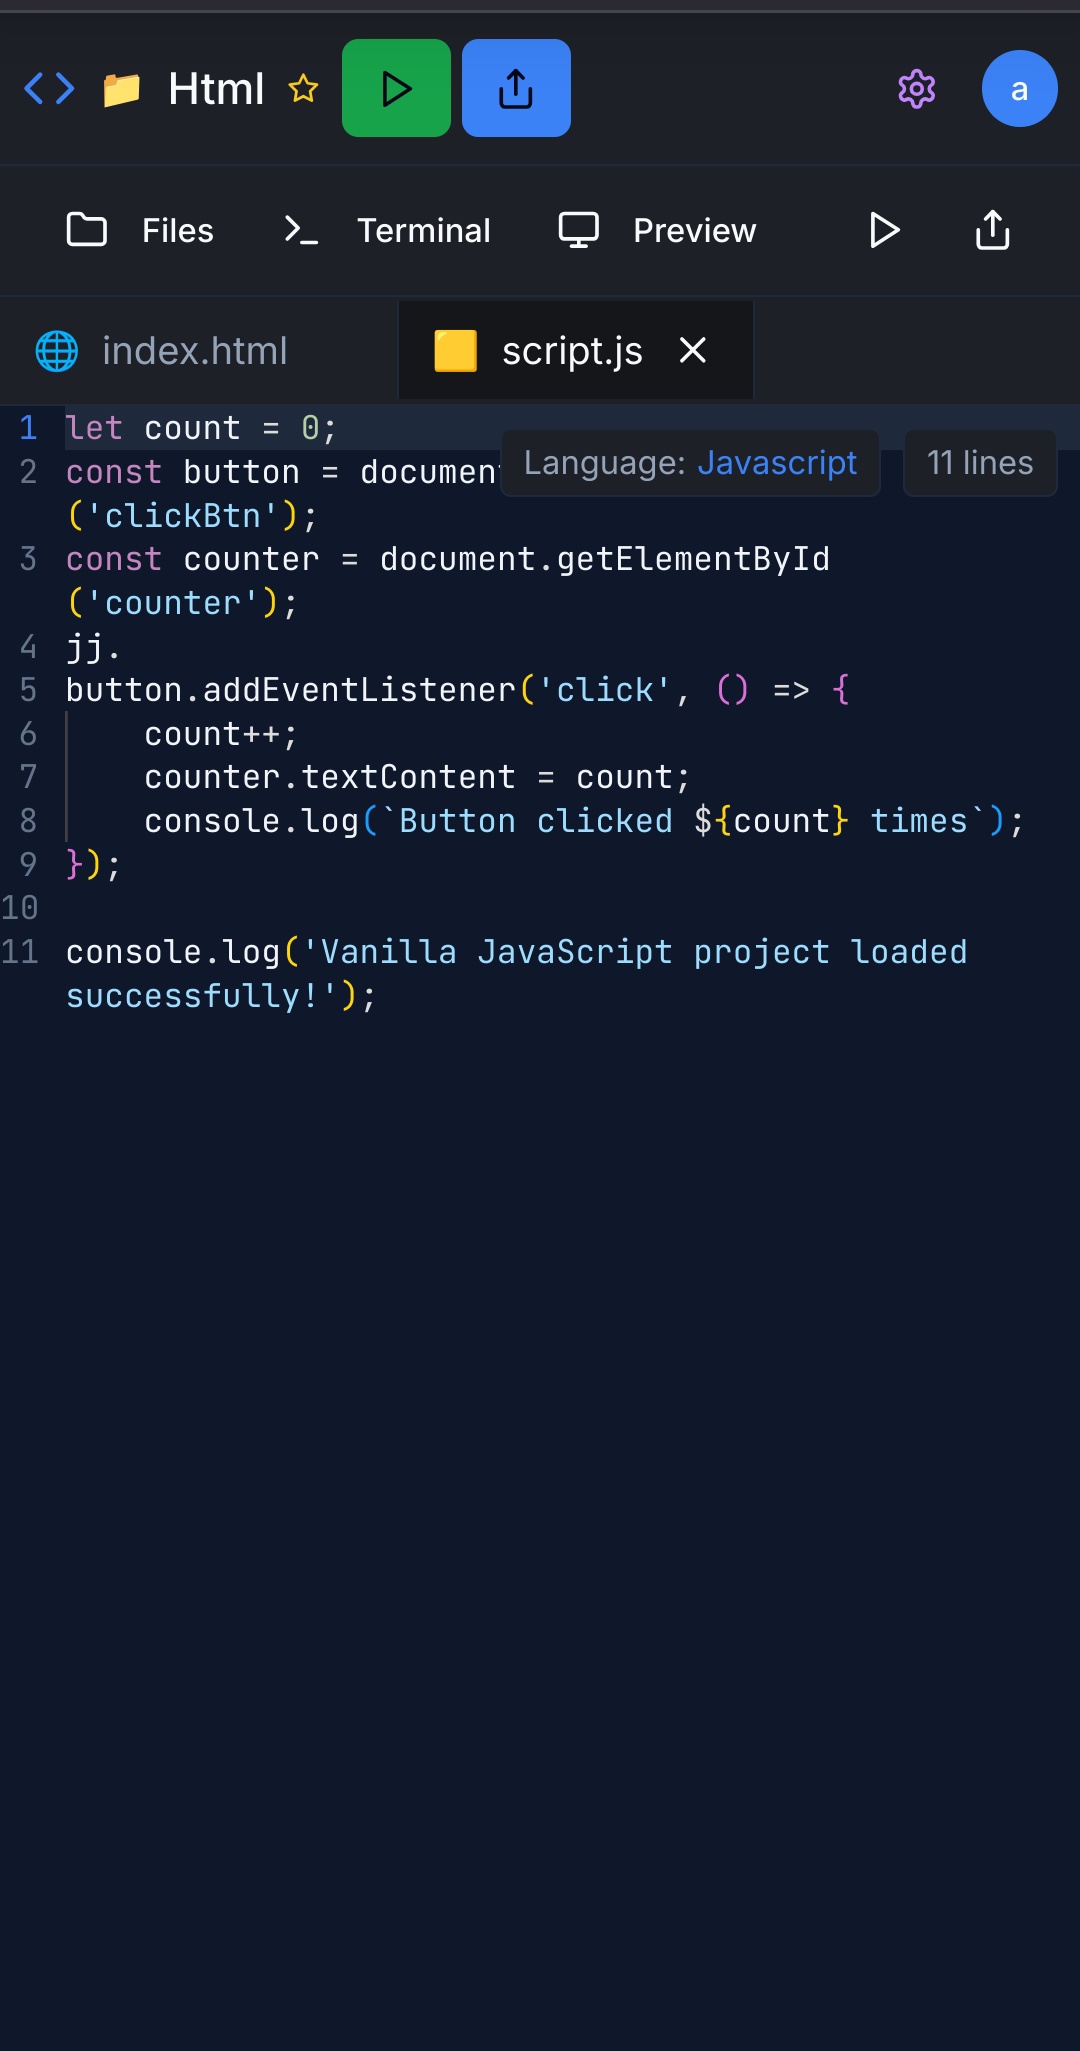 Html
a
Files Terminal Preview
index.html script.js
1 let count = 0;
Language: Javascript 11 lines
2 const button = document
('clickBtn');
3 const counter = document.getElementById
('counter');
4 jj.
5 button.addEventListener('click', () => {
6 count++;
7 counter.textContent = count;
8 console.log(`Button clicked ${count} times`);
9 });
10
11 console.log('Vanilla JavaScript project loaded
successfully!');